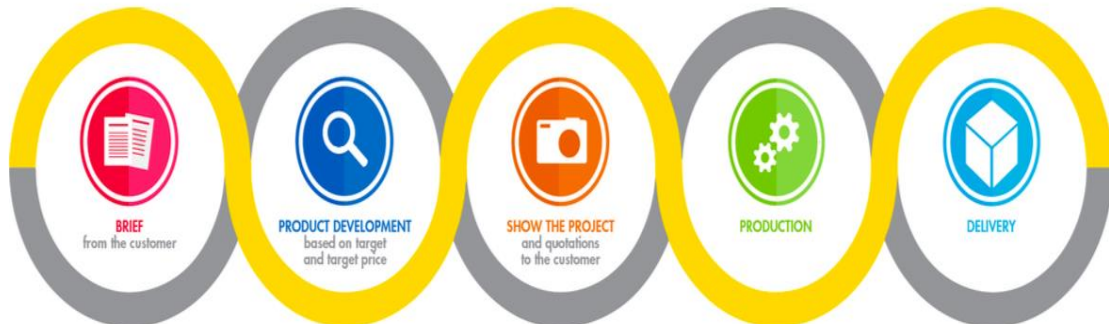 BRIEF
from the customer
PRODUCT DEVELOPMENT
based on target
and target price
SHOW THE PROJECT
and quotations
to the customer
PRODUCTION
DELIVERY